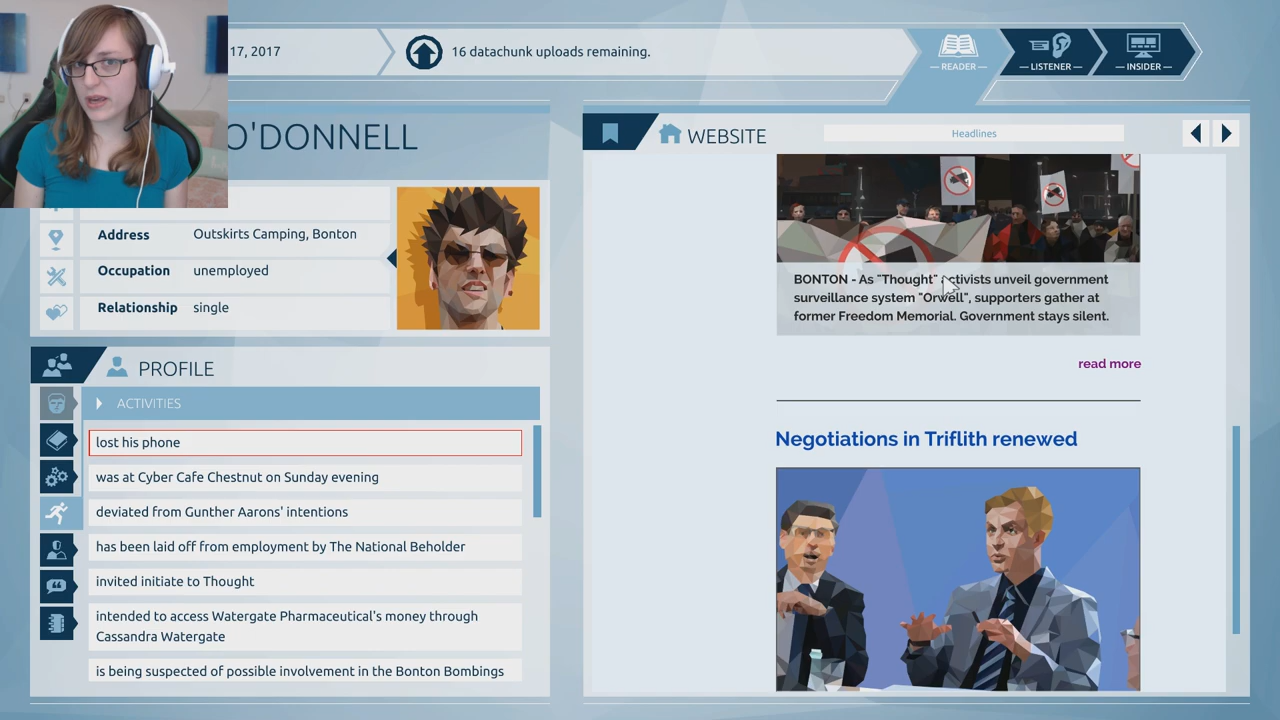 17, 2017
16 datachunk uploads remaining.
READER
LISTENER
INSIDER
O'DONNELL
WEBSITE
Headlines
Address Outskirts Camping, Bonton
Occupation unemployed
Relationship single
BONTON - As "Thought" activists unveil government
surveillance system "Orwell", supporters gather at
former Freedom Memorial. Government stays silent.
read more
PROFILE
ACTIVITIES
lost his phone
was at Cyber Cafe Chestnut on Sunday evening
deviated from Gunther Aarons' intentions
has been laid off from employment by The National Beholder
invited initiate to Thought
intended to access Watergate Pharmaceutical's money through
Cassandra Watergate
is being suspected of possible involvement in the Bonton Bombings
Negotiations in Triflith renewed